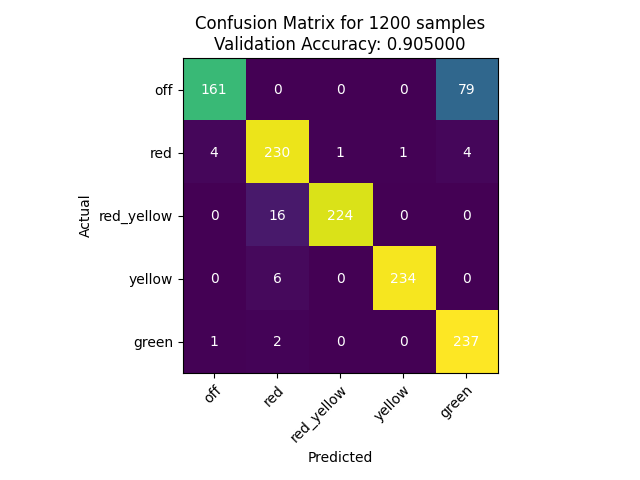 Confusion Matrix for 1200 samples
Validation Accuracy: 0.905000
off 161 0 0 0 79
red 4 230 1 1 4
red_yellow 0 16 224 0 0
yellow 0 6 0 234 0
green 1 2 0 0 237
Actual
off red red_yellow yellow green
Predicted